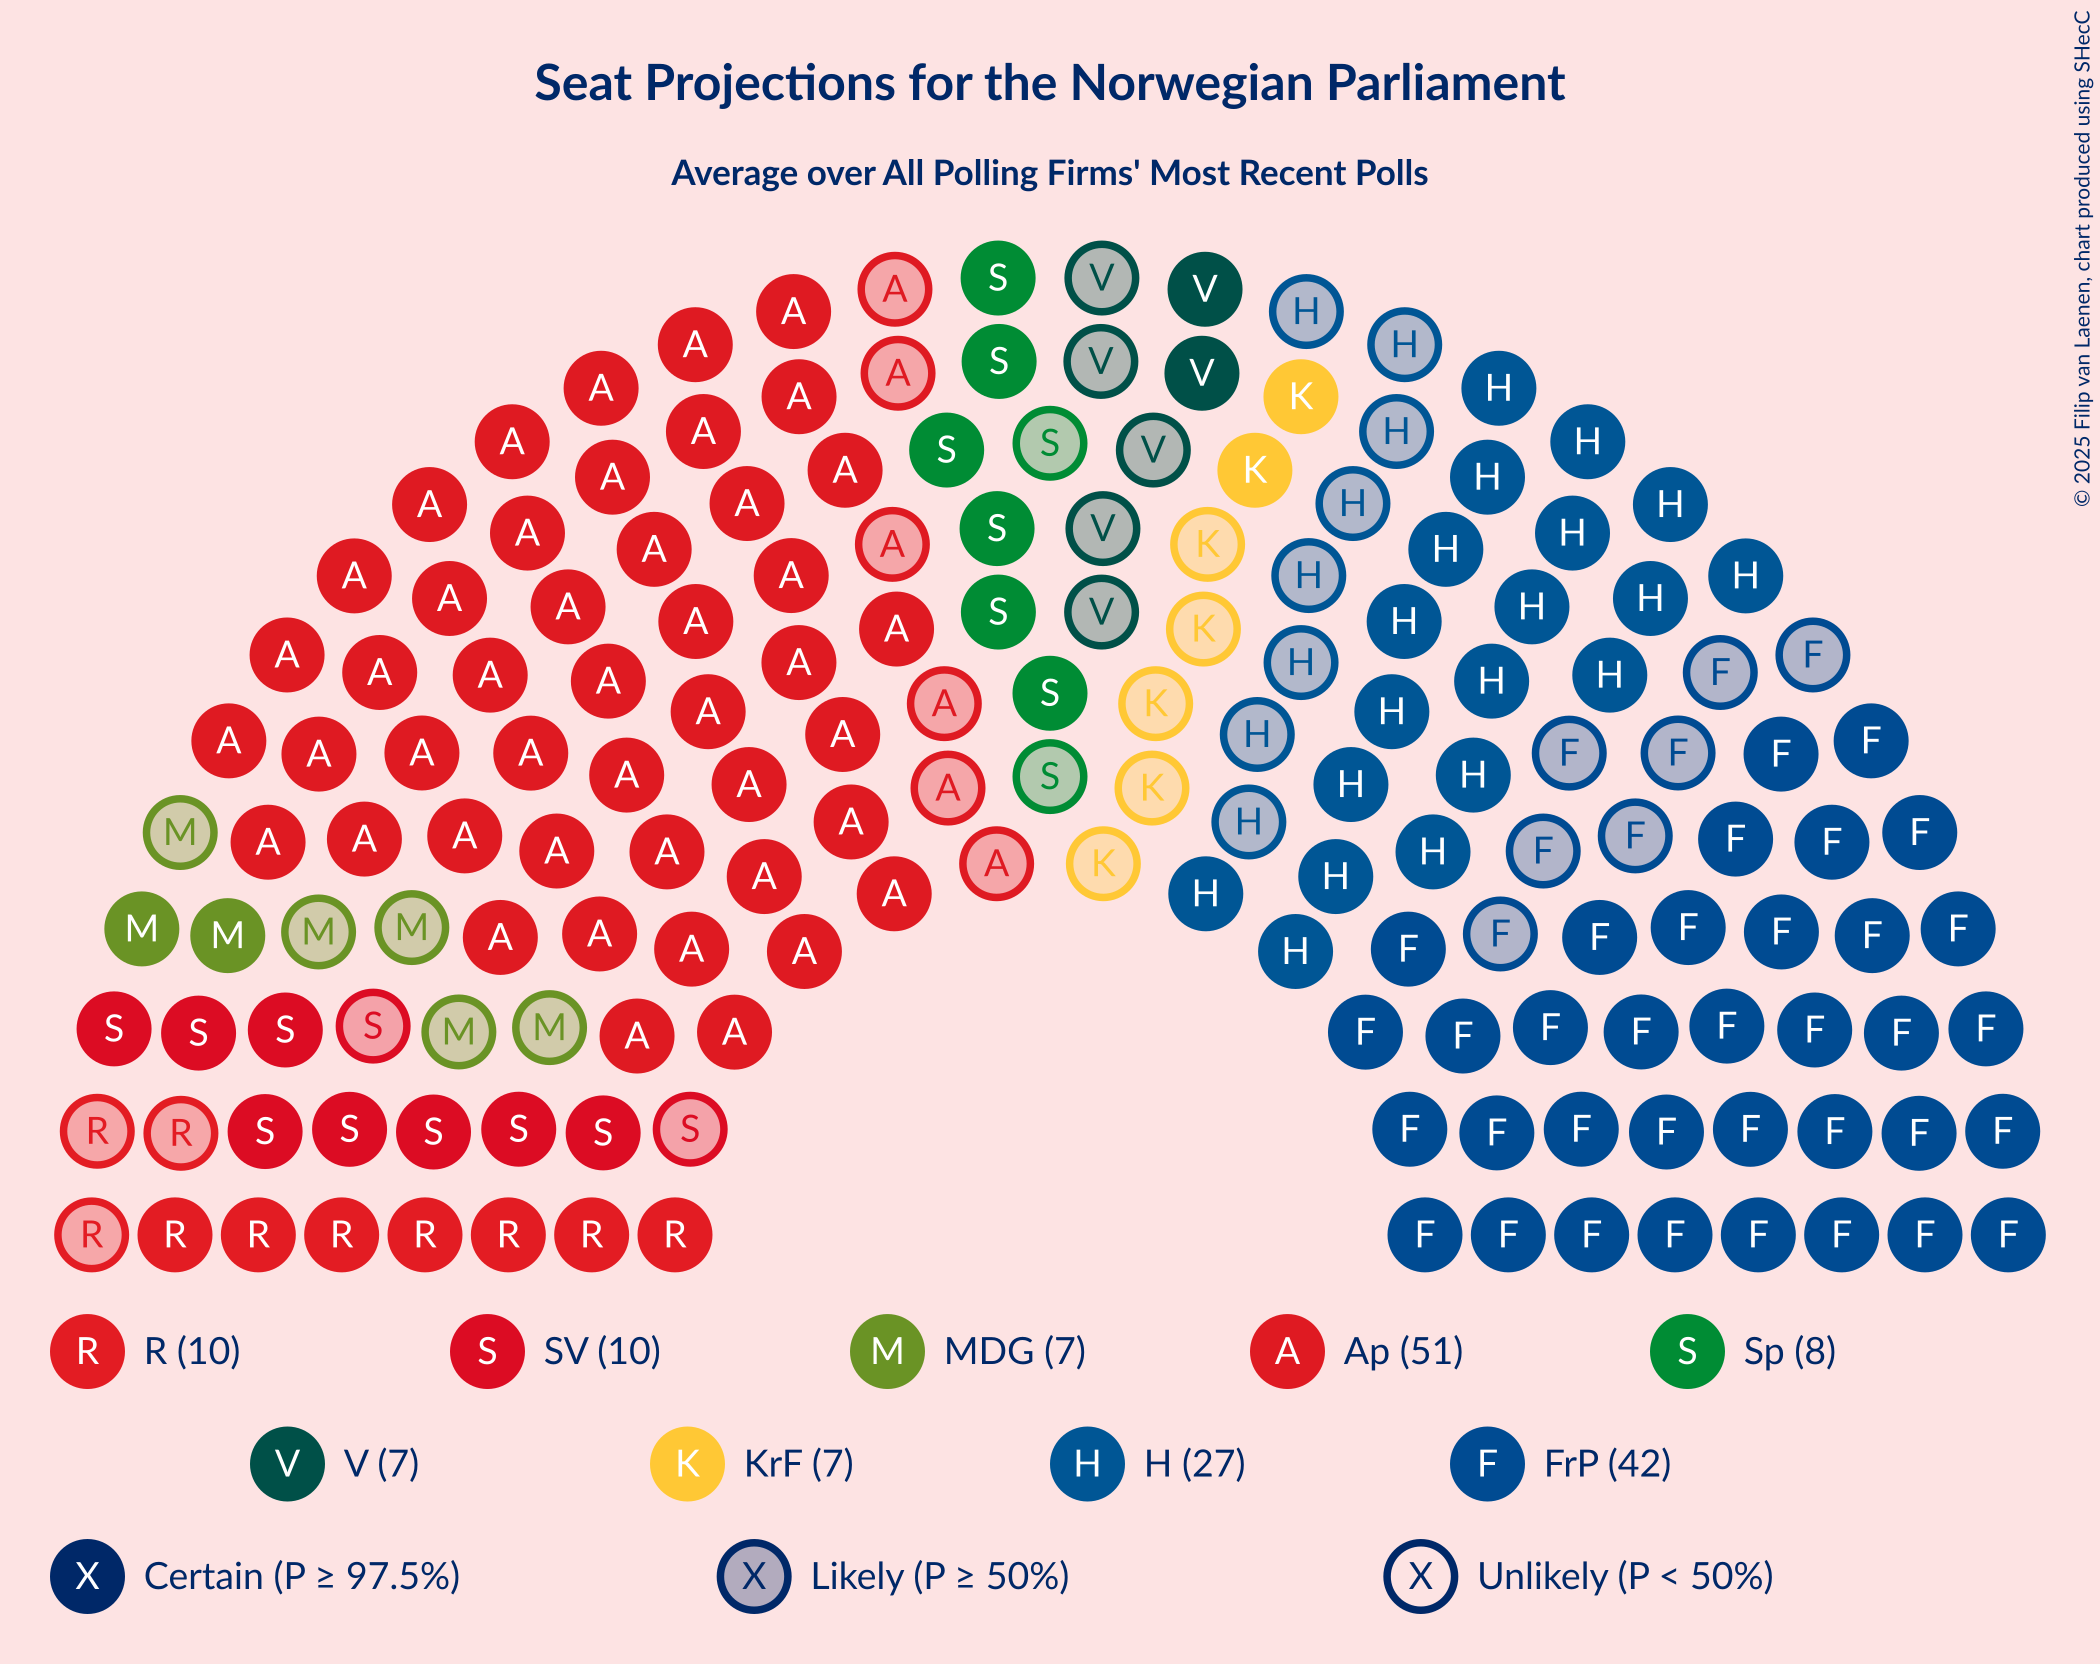 Seat Projections for the Norwegian Parliament
Average over All Polling Firms' Most Recent Polls
© 2025 Filip van Laenen, chart produced using SHecC
A S V V
A H H
A A S V V K H H
A A A H H
A A S S V K H H H
A A A H H H
A A A S V K H H H
A A A A H H H H
A A A A S V K H H H H
A A A A A H H H F F
A A A A A S K H H H F F F F
A A A A A S K H H H F F F
M A A A A A A A K H H H F F F F F
M M M M A A A A A H H F F F F F F F
S S S S M M A A F F F F F F F F
R R S S S S S S F F F F F F F F
R R R R R R R R F F F F F F F F
R R (10) S SV (10) M MDG (7) A Ap (51) S Sp (8)
V V (7) K KrF (7) H H (27) F FrP (42)
X Certain (P ≥ 97.5%) X Likely (P ≥ 50%) X Unlikely (P < 50%)